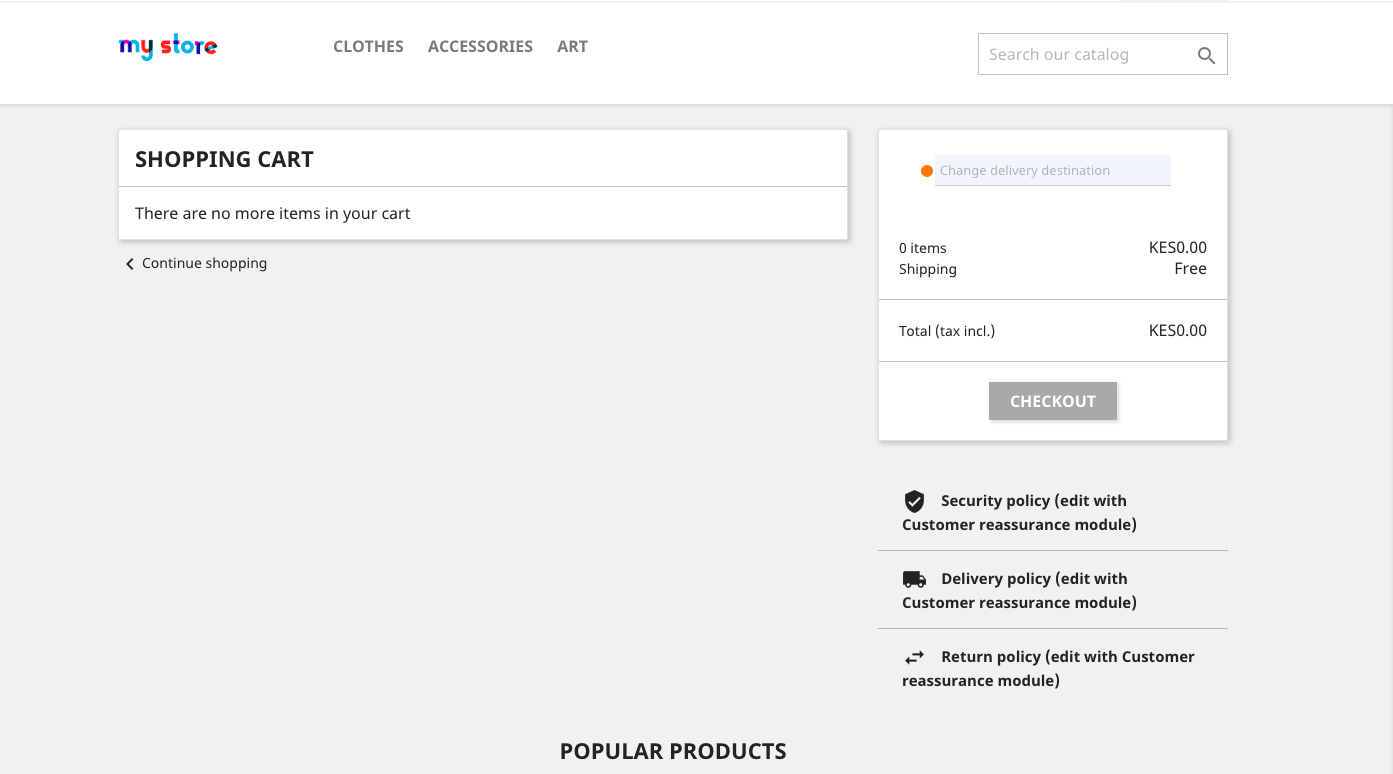 my store
CLOTHES ACCESSORIES ART
Search our catalog
SHOPPING CART
There are no more items in your cart
Continue shopping
Change delivery destination
0 items KES0.00
Shipping Free
Total (tax incl.) KES0.00
CHECKOUT
Security policy (edit with
Customer reassurance module)
Delivery policy (edit with
Customer reassurance module)
Return policy (edit with Customer
reassurance module)
POPULAR PRODUCTS